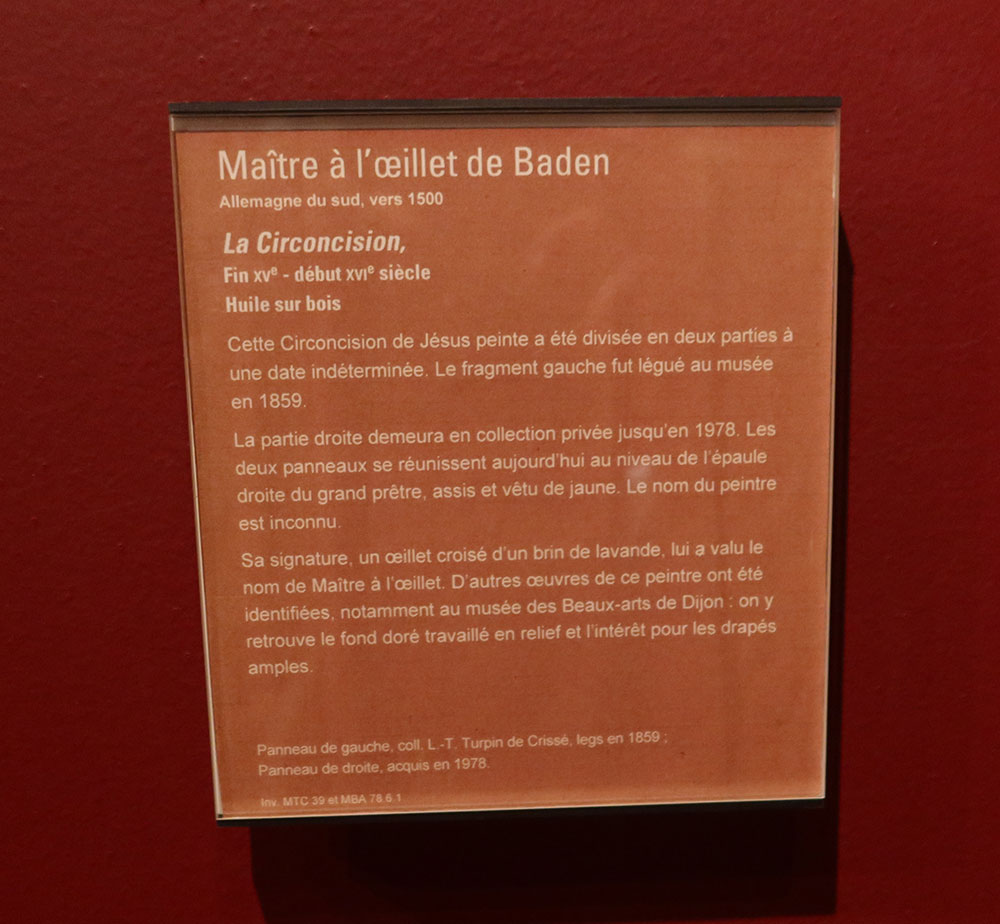 Maître à l'œillet de Baden
Allemagne du sud, vers 1500
La Circoncision,
Fin XVe - début XVIe siècle
Huile sur bois
Cette Circoncision de Jésus peinte a été divisée en deux parties à
une date indéterminée. Le fragment gauche fut légué au musée
en 1859.
La partie droite demeura en collection privée jusqu'en 1978. Les
deux panneaux se réunissent aujourd'hui au niveau de l'épaule
droite du grand prêtre, assis et vêtu de jaune. Le nom du peintre
est inconnu.
Sa signature, un œillet croisé d'un brin de lavande, lui a valu le
nom de Maître à l'œillet. D'autres œuvres de ce peintre ont été
identifiées, notamment au musée des Beaux-arts de Dijon : on y
retrouve le fond doré travaillé en relief et l'intérêt pour les drapés
amples.
Panneau de gauche, coll. L.-T. Turpin de Crissé, legs en 1859 ;
Panneau de droite, acquis en 1978.
Inv. MTC 39 et MBA 78.6.1